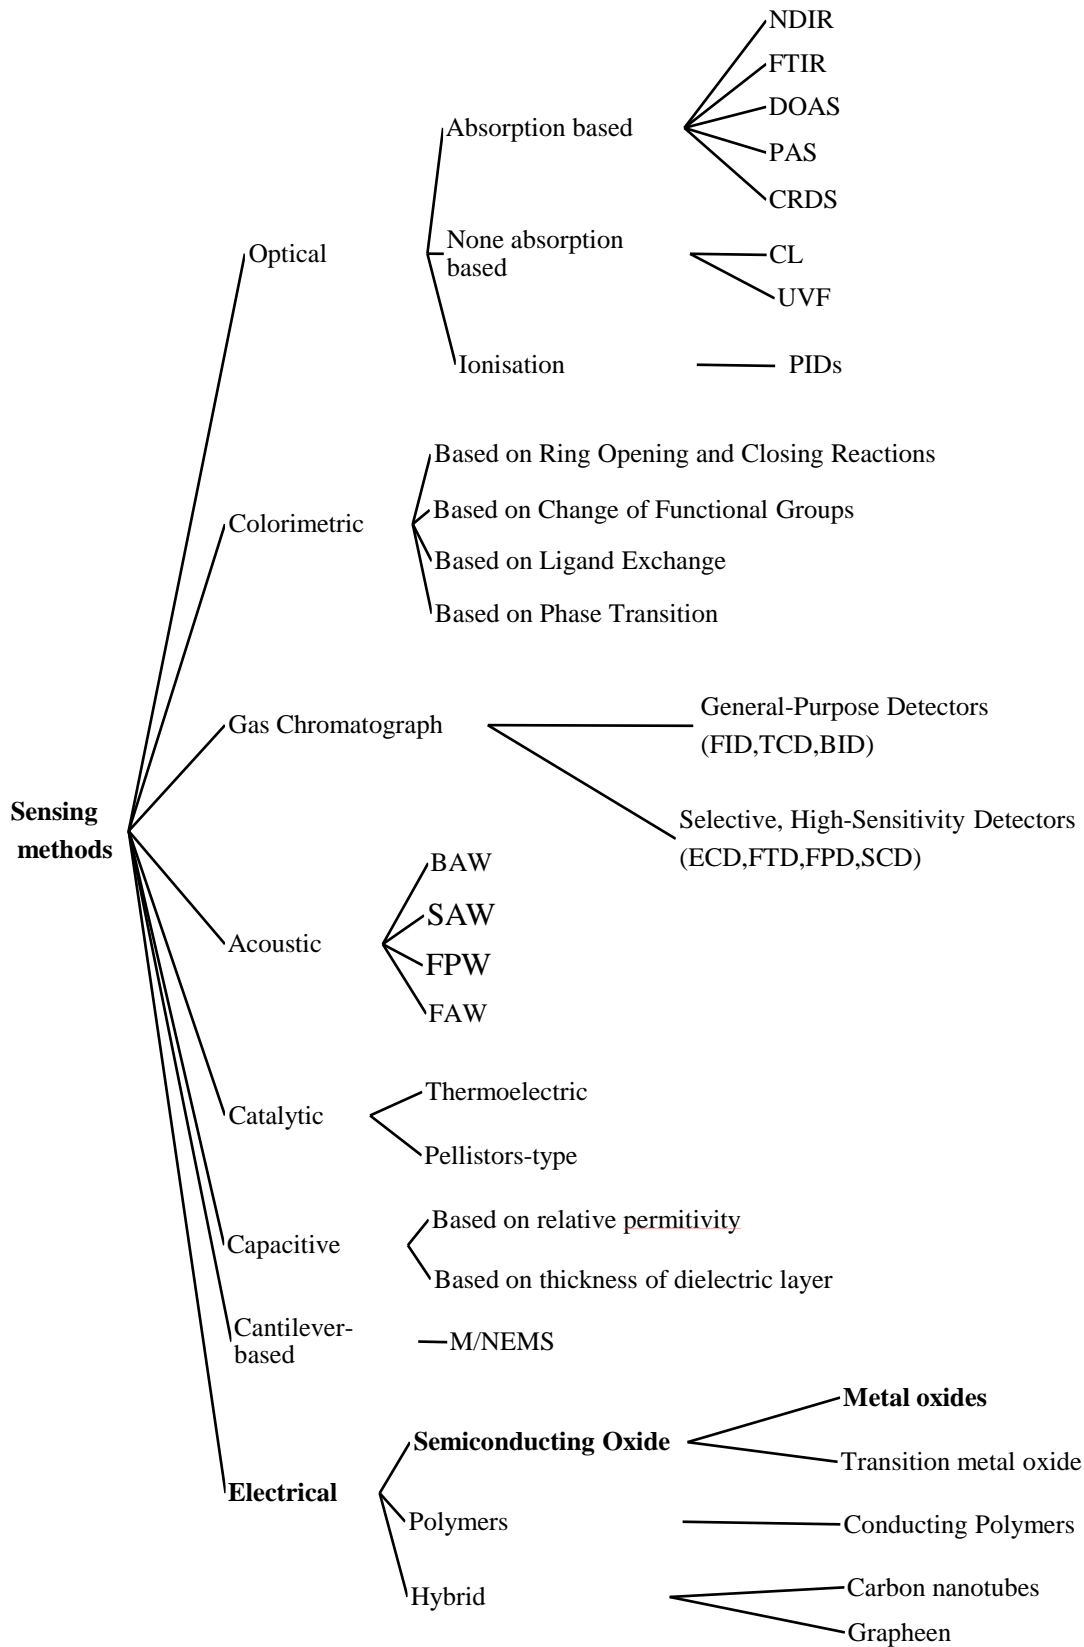 NDIR
FTIR
DOAS
Absorption based
PAS
CRDS
None absorption
based
CL
UVF
Optical
Ionisation
PIDs
Based on Ring Opening and Closing Reactions
Based on Change of Functional Groups
Colorimetric
Based on Ligand Exchange
Based on Phase Transition
Gas Chromatograph
General-Purpose Detectors
(FID,TCD,BID)
Selective, High-Sensitivity Detectors
(ECD,FTD,FPD,SCD)
Sensing
methods
BAW
SAW
Acoustic
FPW
FAW
Thermoelectric
Catalytic
Pellistors-type
Based on relative permitivity
Capacitive
Based on thickness of dielectric layer
Cantilever-
based
M/NEMS
Metal oxides
Semiconducting Oxide
Transition metal oxide
Electrical
Polymers
Conducting Polymers
Hybrid
Carbon nanotubes
Grapheen